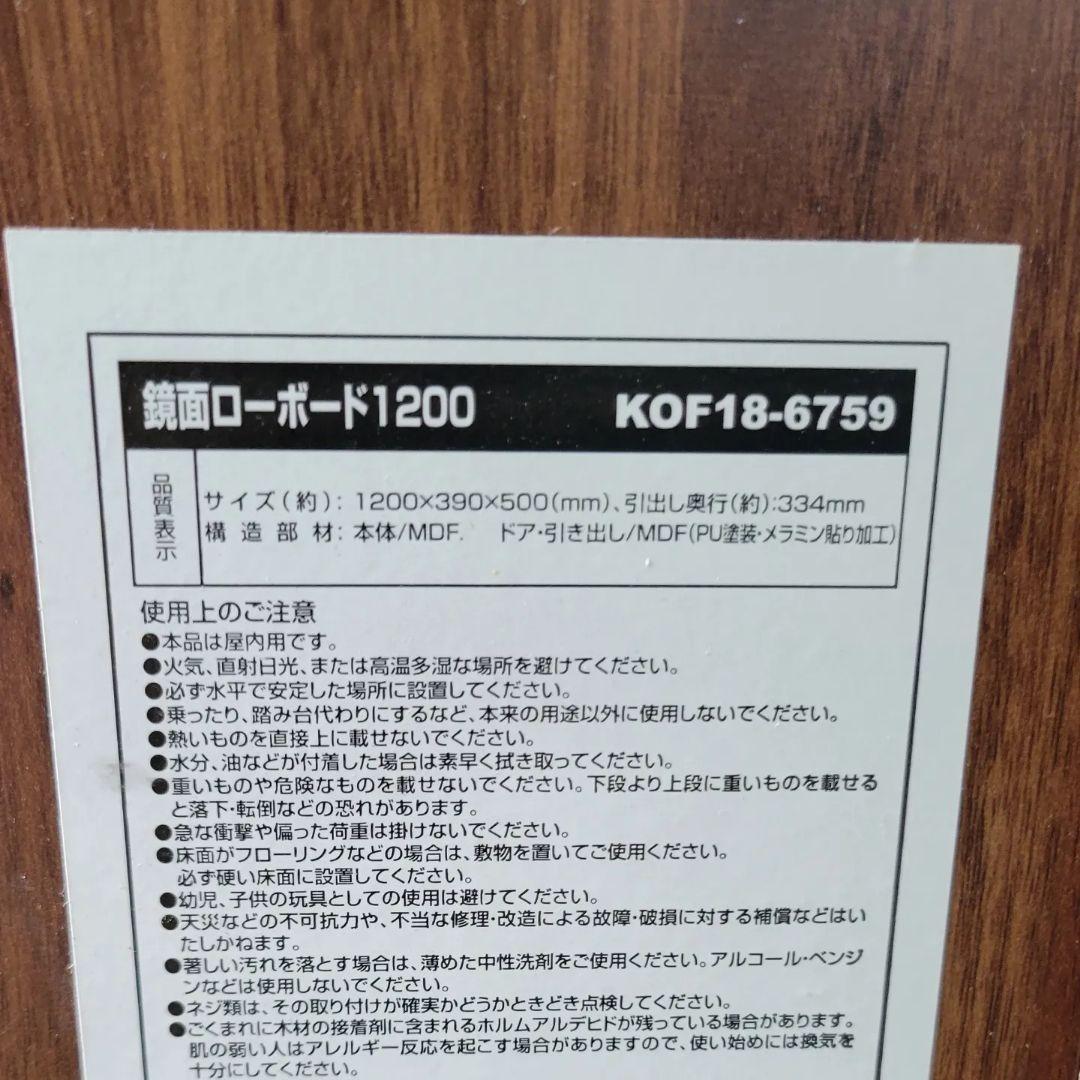 鏡面ローボード1200 KOF18-6759
品質表示
サイズ(約): 1200×390×500(mm)、引出し奥行(約):334mm
構造部材: 本体/MDF. ドア・引き出し/MDF(PU塗装・メラミン貼り加工)
使用上のご注意
●本品は屋内用です。
●火気、直射日光、または高温多湿な場所を避けてください。
●必ず水平で安定した場所に設置してください。
●乗ったり、踏み台代わりにするなど、本来の用途以外に使用しないでください。
●熱いものを直接上に載せないでください。
●水分、油などが付着した場合は素早く拭き取ってください。
●重いものや危険なものを載せないでください。下段より上段に重いものを載せる
と落下・転倒などの恐れがあります。
●急な衝撃や偏った荷重は掛けないでください。
●床面がフローリングなどの場合は、敷物を置いてご使用ください。
必ず硬い床面に設置してください。
●幼児、子供の玩具としての使用は避けてください。
●天災などの不可抗力や、不当な修理・改造による故障・破損に対する補償などはい
たしかねます。
●著しい汚れを落とす場合は、薄めた中性洗剤をご使用ください。アルコール・ベンジ
ンなどは使用しないでください。
●ネジ類は、その取り付けが確実かどうかときどき点検してください。
●ごくまれに木材の接着剤に含まれるホルムアルデヒドが残っている場合があります。
肌の弱い人はアレルギー反応を起こす場合がありますので、使い始めには換気を
十分にしてください。